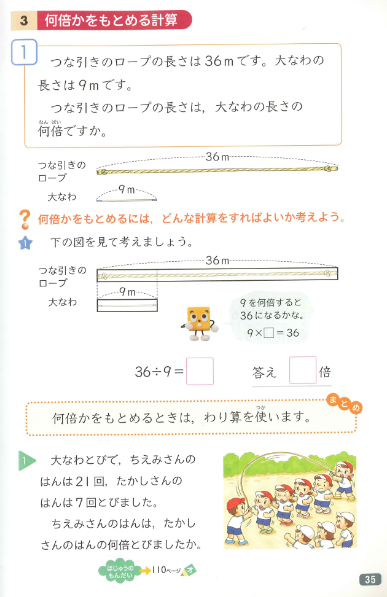 3 何倍かをもとめる計算
1
つな引きのロープの長さは36mです。大なわの
長さは9mです。
つな引きのロープの長さは，大なわの長さの
なん ばい
何倍ですか。
36m
つな引きの
ロープ
9m
大なわ
? 何倍かをもとめるには，どんな計算をすればよいか考えよう。
1 下の図を見て考えましょう。
36m
つな引きの
ロープ
9m
大なわ
9を何倍すると
36になるかな。
9×□=36
36÷9=□ 答え □倍
まとめ
つか
何倍かをもとめるときは，わり算を使います。
1 大なわとびで，ちえみさんの
はんは21回，たかしさんの
はんは7回とびました。
ちえみさんのはんは，たかし
さんのはんの何倍とびましたか。
ほじゅうの
もんだい
110ページ
35